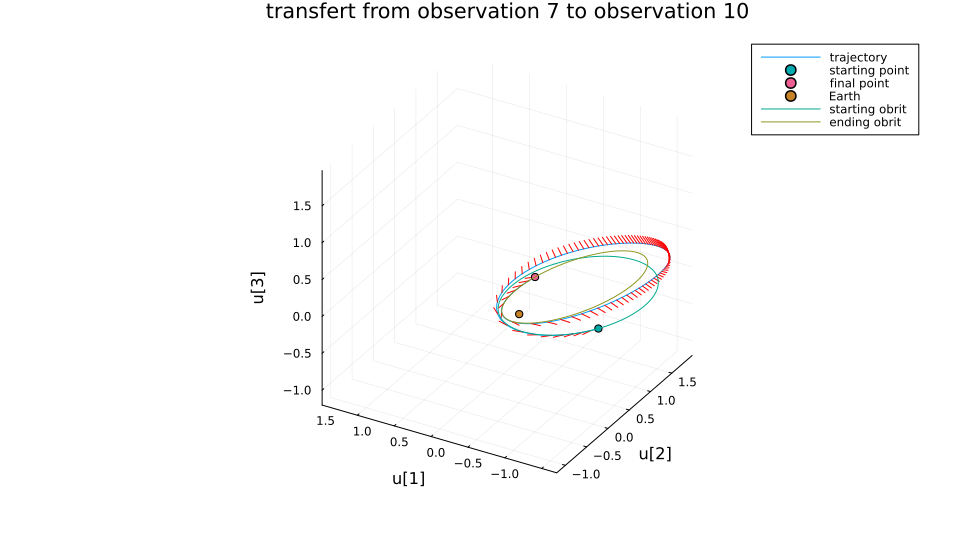 transfert from observation 7 to observation 10
trajectory
starting point
final point
Earth
starting obrit
ending obrit
u[3]
1.5
1.0
0.5
0.0
−0.5
−1.0
1.5
1.0
0.5
0.0
−0.5
−1.0
u[1]
−1.0
−0.5
0.0
0.5
1.0
1.5
u[2]